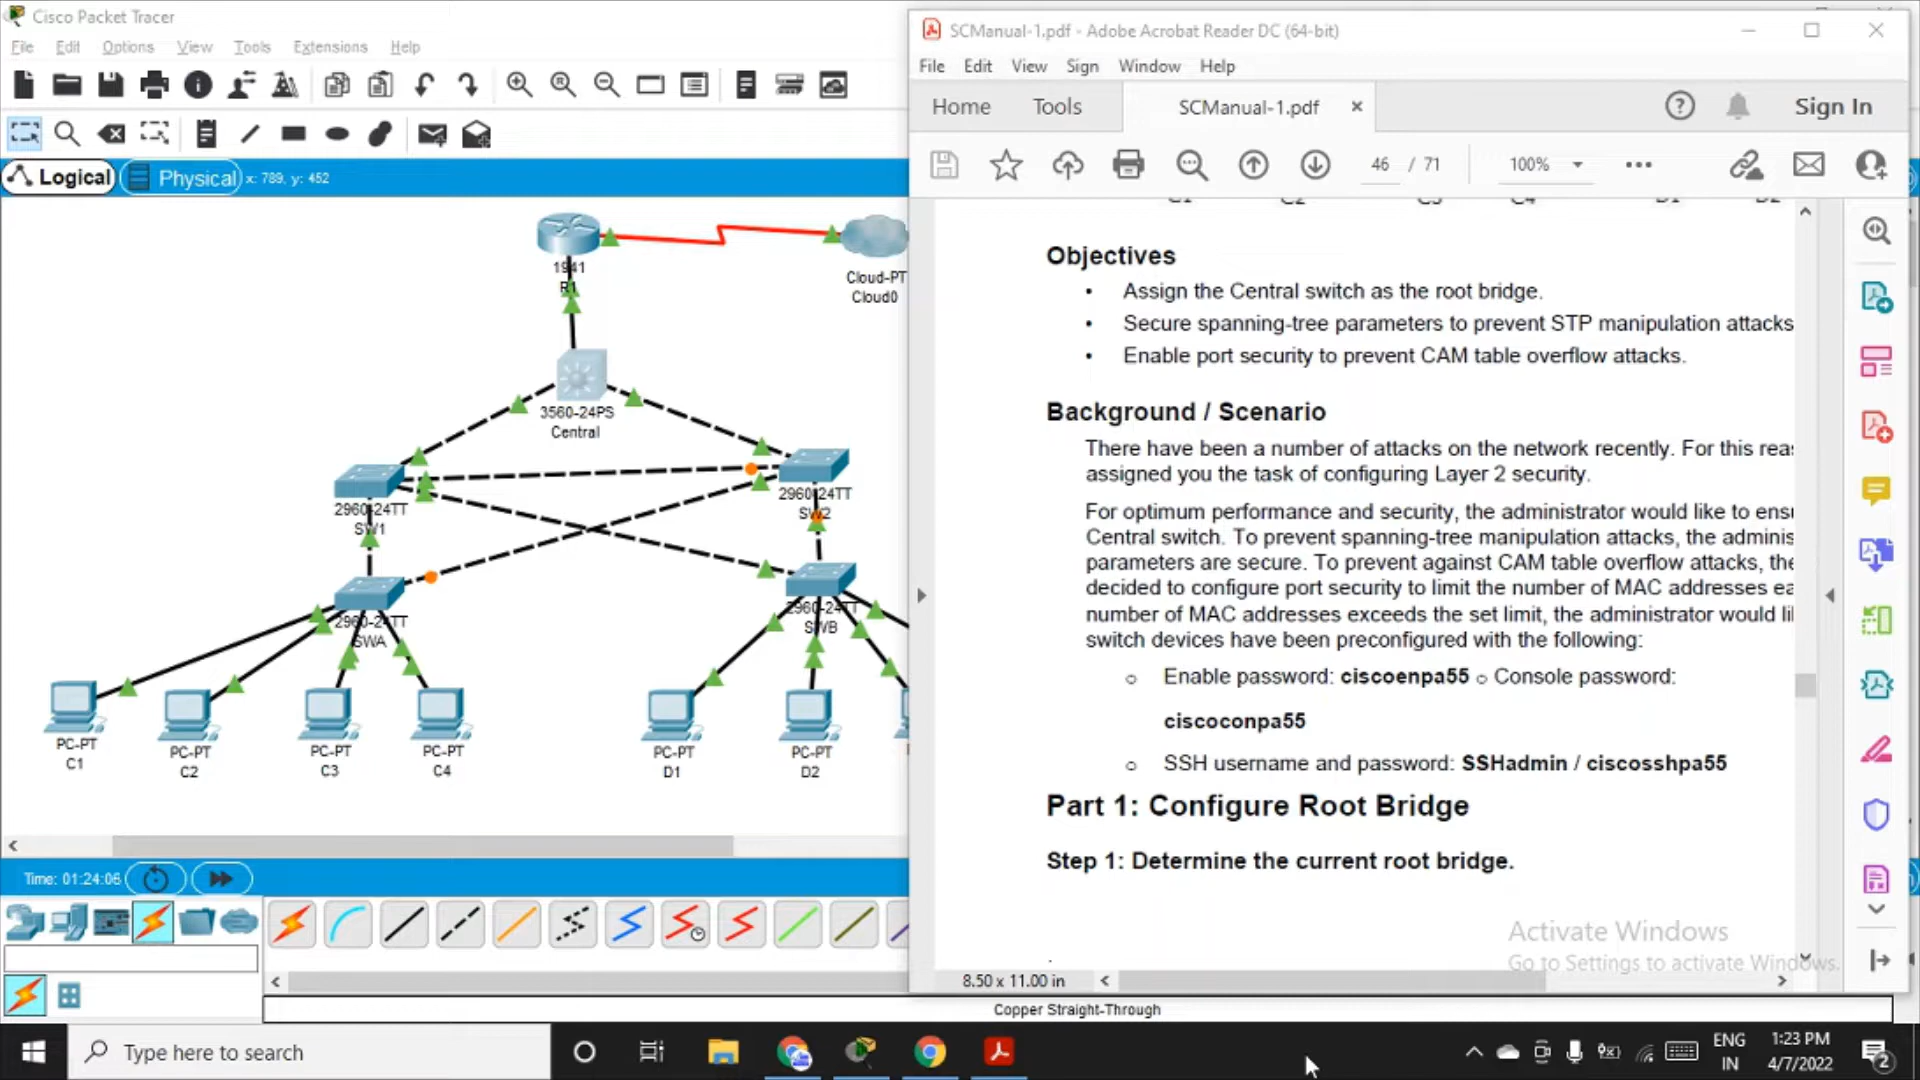 Cisco Packet Tracer
File Edit Options View Tools Extensions Help
Logical Physical x: 789, y: 452
1941
R1
Cloud-PT
Cloud0
3560-24PS
Central
2960-24TT
SW1
2960-24TT
SW2
2960-24TT
SWA
2960-24TT
SWB
PC-PT
C1
PC-PT
C2
PC-PT
C3
PC-PT
C4
PC-PT
D1
PC-PT
D2
Time: 01:24:06
Copper Straight-Through
SCManual-1.pdf - Adobe Acrobat Reader DC (64-bit)
File Edit View Sign Window Help
Home Tools SCManual-1.pdf × Sign In
46 / 71 100%
C1 C2 C3 C4 D1 D2
Objectives
• Assign the Central switch as the root bridge.
• Secure spanning-tree parameters to prevent STP manipulation attacks
• Enable port security to prevent CAM table overflow attacks.
Background / Scenario
There have been a number of attacks on the network recently. For this rea
assigned you the task of configuring Layer 2 security.
For optimum performance and security, the administrator would like to ens
Central switch. To prevent spanning-tree manipulation attacks, the adminis
parameters are secure. To prevent against CAM table overflow attacks, the
decided to configure port security to limit the number of MAC addresses ea
number of MAC addresses exceeds the set limit, the administrator would li
switch devices have been preconfigured with the following:
o Enable password: ciscoenpa55 o Console password:
ciscoconpa55
o SSH username and password: SSHadmin / ciscosshpa55
Part 1: Configure Root Bridge
Step 1: Determine the current root bridge.
Activate Windows
Go to Settings to activate Windows.
8.50 x 11.00 in
Type here to search
ENG
IN
1:23 PM
4/7/2022
2